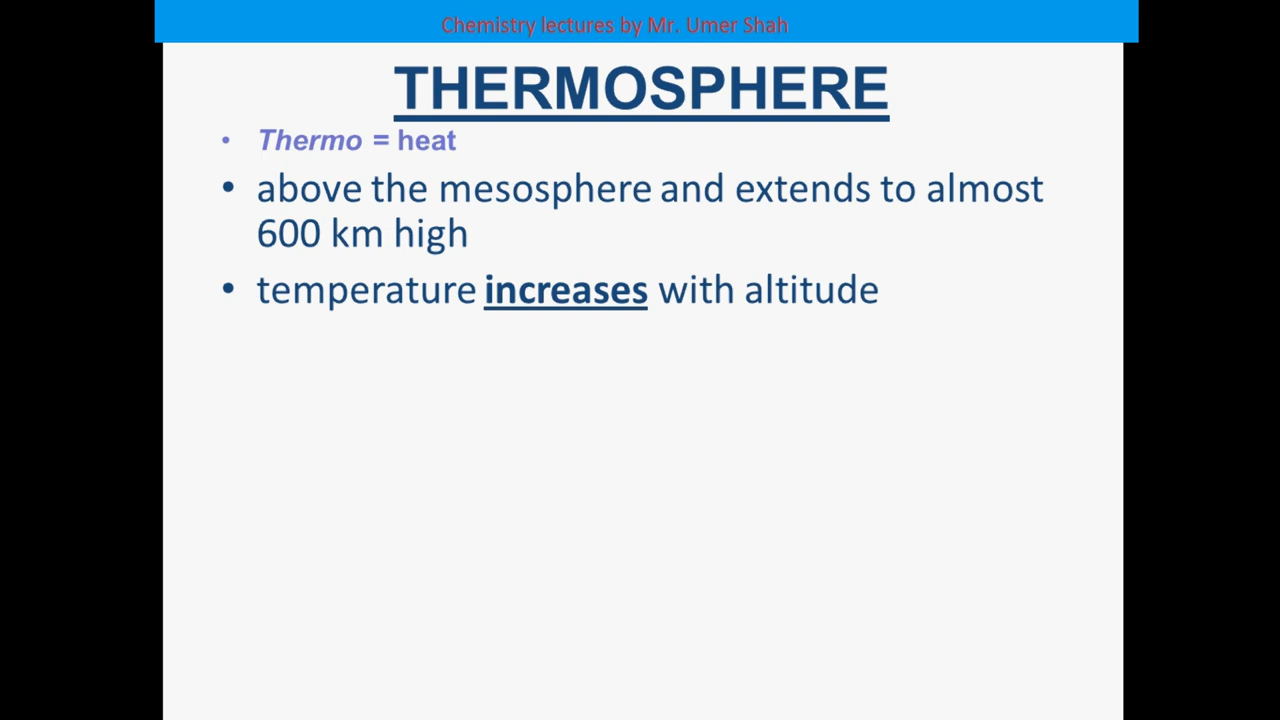 Chemistry lectures by Mr. Umer Shah
THERMOSPHERE
• Thermo = heat
• above the mesosphere and extends to almost
600 km high
• temperature increases with altitude